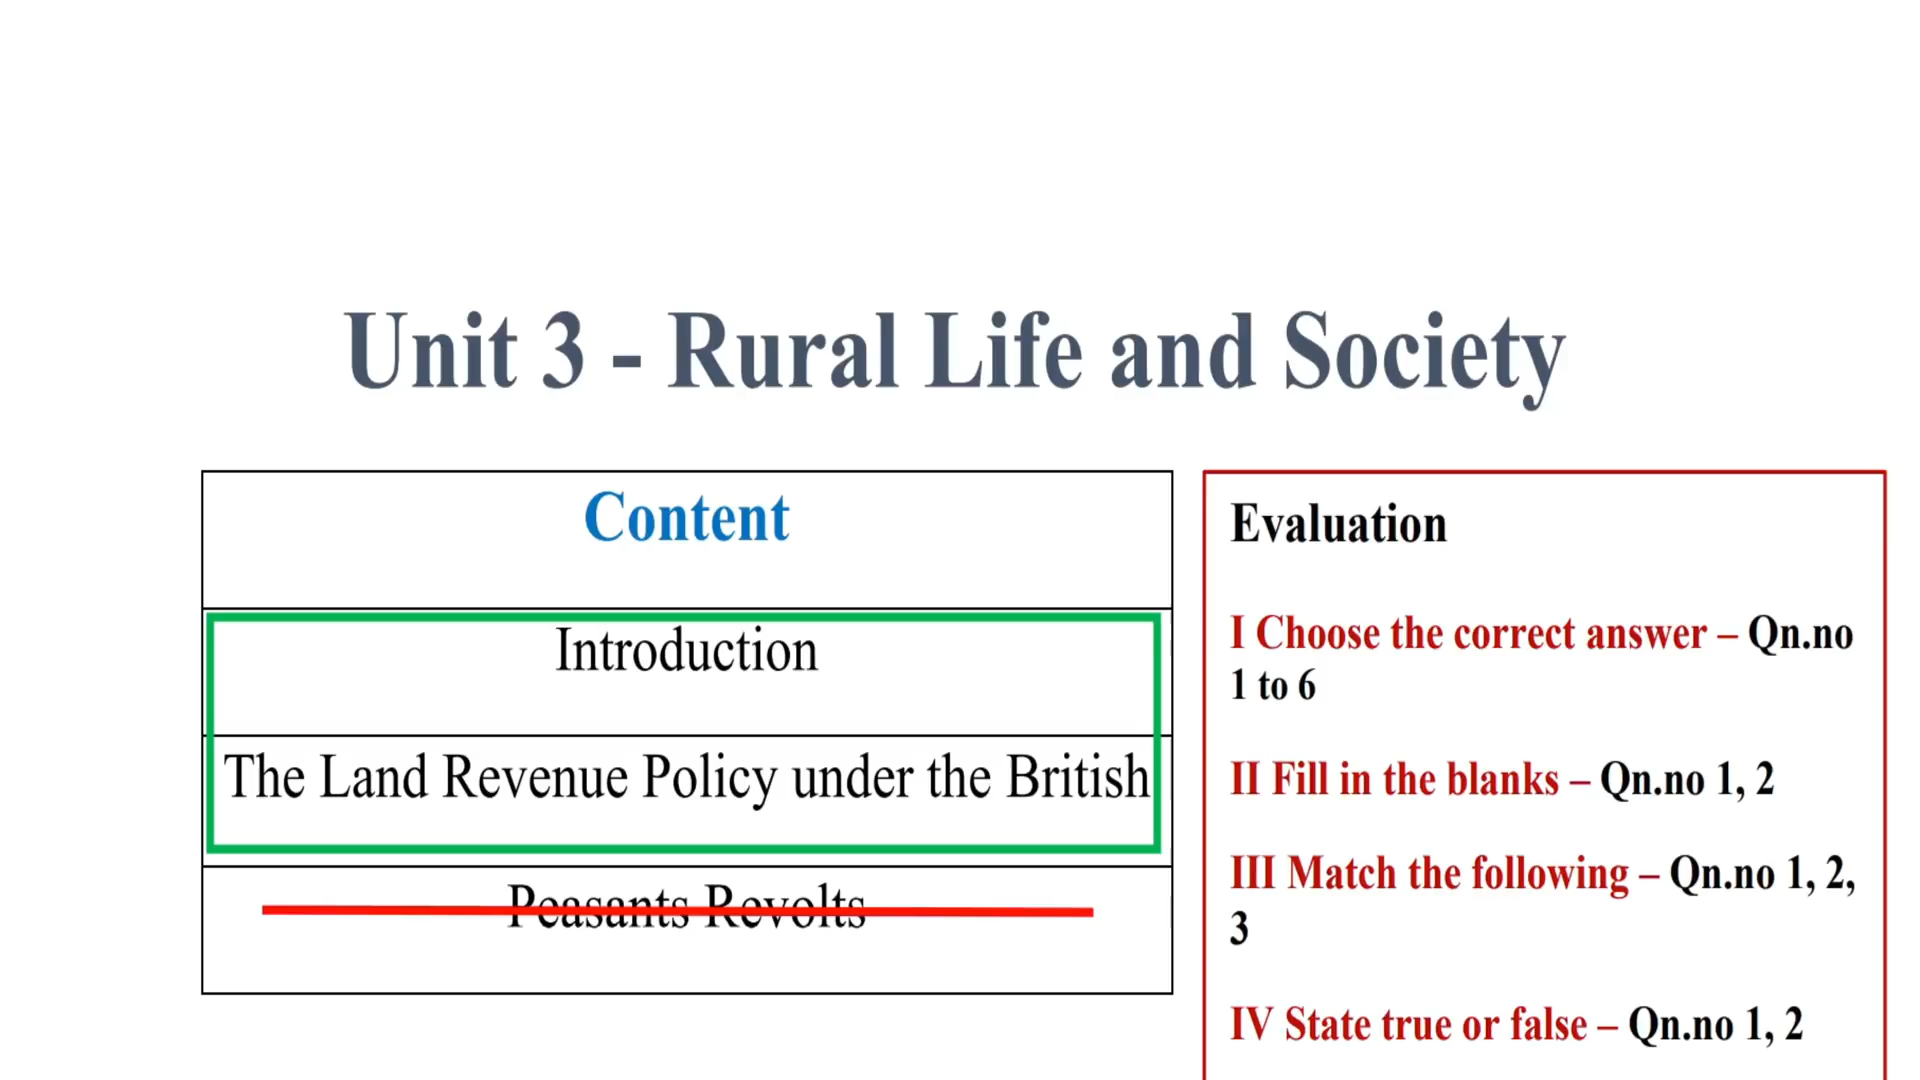 Unit 3 - Rural Life and Society
Content
Introduction
The Land Revenue Policy under the British
Peasants Revolts
Evaluation
I Choose the correct answer – Qn.no
1 to 6
II Fill in the blanks – Qn.no 1, 2
III Match the following – Qn.no 1, 2,
3
IV State true or false – Qn.no 1, 2